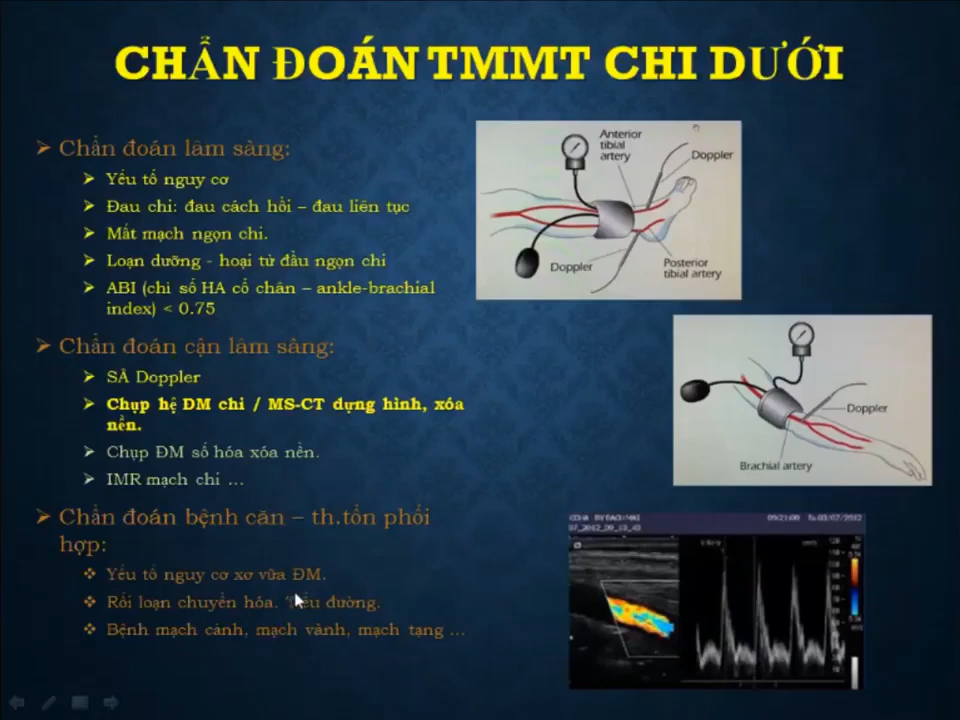 CHẨN ĐOÁN TMMT CHI DƯỚI
Chẩn đoán lâm sàng:
Yếu tố nguy cơ
Đau chi: đau cách hồi – đau liên tục
Mất mạch ngọn chi.
Loạn dưỡng - hoại tử đầu ngọn chi
ABI (chỉ số HA cổ chân – ankle-brachial
index) < 0.75
Chẩn đoán cận lâm sàng:
SÂ Doppler
Chụp hệ ĐM chi / MS-CT dựng hình, xóa
nền.
Chụp ĐM số hóa xóa nền.
IMR mạch chi ...
Chẩn đoán bệnh căn – th.tổn phối
hợp:
Yếu tố nguy cơ xơ vữa ĐM.
Rối loạn chuyển hóa. Tiểu đường.
Bệnh mạch cảnh, mạch vành, mạch tạng ...
Anterior
tibial
artery
Doppler
Doppler
Posterior
tibial artery
Doppler
Brachial artery
09:21:00